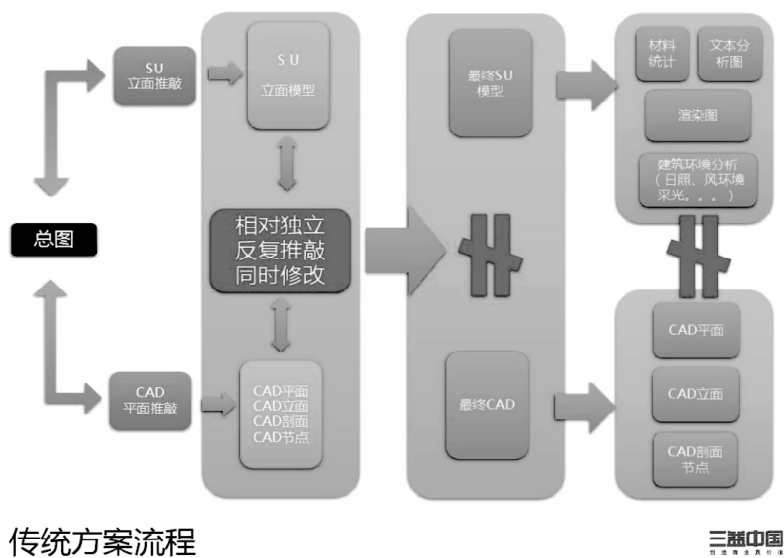 SU
立面推敲
SU
立面模型
最终SU
模型
材料
统计
文本分
析图
渲染图
建筑环境分析
(日照、风环境
采光。。。)
总图
相对独立
反复推敲
同时修改
CAD
平面推敲
CAD平面
CAD立面
CAD剖面
CAD节点
最终CAD
CAD平面
CAD立面
CAD剖面
节点
传统方案流程
三益中国